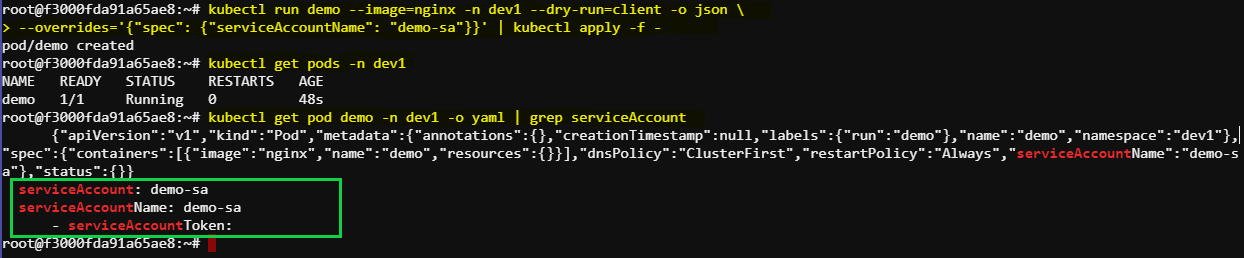 root@f3000fda91a65ae8:~# kubectl run demo --image=nginx -n dev1 --dry-run=client -o json \
> --overrides='{"spec": {"serviceAccountName": "demo-sa"}}' | kubectl apply -f -
pod/demo created
root@f3000fda91a65ae8:~# kubectl get pods -n dev1
NAME   READY   STATUS    RESTARTS   AGE
demo   1/1     Running   0          48s
root@f3000fda91a65ae8:~# kubectl get pod demo -n dev1 -o yaml | grep serviceAccount
      {"apiVersion":"v1","kind":"Pod","metadata":{"annotations":{},"creationTimestamp":null,"labels":{"run":"demo"},"name":"demo","namespace":"dev1"},
"spec":{"containers":[{"image":"nginx","name":"demo","resources":{}}],"dnsPolicy":"ClusterFirst","restartPolicy":"Always","serviceAccountName":"demo-s
a"},"status":{}}
  serviceAccount: demo-sa
  serviceAccountName: demo-sa
      - serviceAccountToken:
root@f3000fda91a65ae8:~#